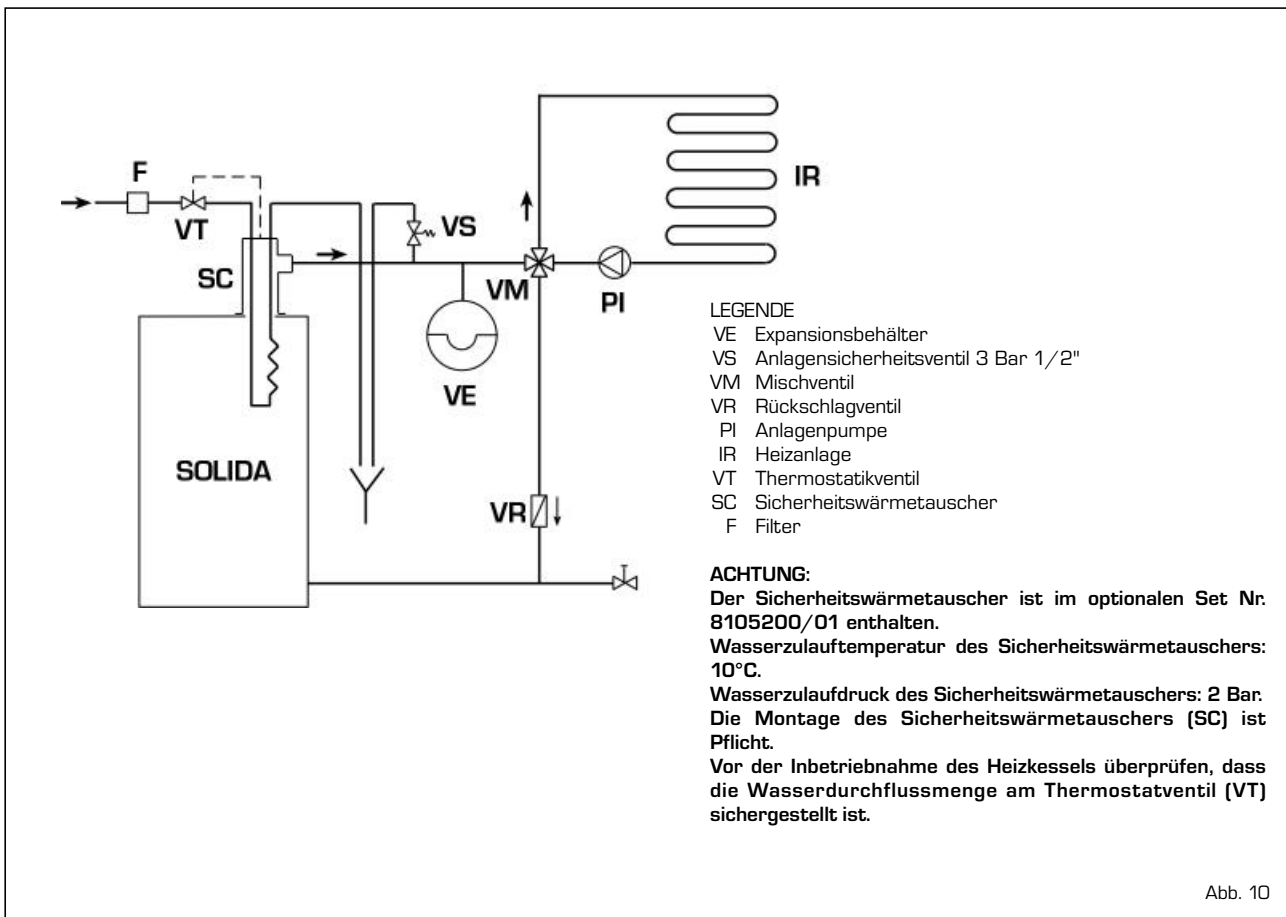 F
VT
SC
VS
VM
PI
IR
VE
SOLIDA
VR
LEGENDE
VE Expansionsbehälter
VS Anlagensicherheitsventil 3 Bar 1/2"
VM Mischventil
VR Rückschlagventil
PI Anlagenpumpe
IR Heizanlage
VT Thermostatikventil
SC Sicherheitswärmetauscher
F Filter
ACHTUNG:
Der Sicherheitswärmetauscher ist im optionalen Set Nr.
8105200/01 enthalten.
Wasserzulauftemperatur des Sicherheitswärmetauschers:
10°C.
Wasserzulaufdruck des Sicherheitswärmetauschers: 2 Bar.
Die Montage des Sicherheitswärmetauschers (SC) ist
Pflicht.
Vor der Inbetriebnahme des Heizkessels überprüfen, dass
die Wasserdurchflussmenge am Thermostatventil (VT)
sichergestellt ist.
Abb. 10